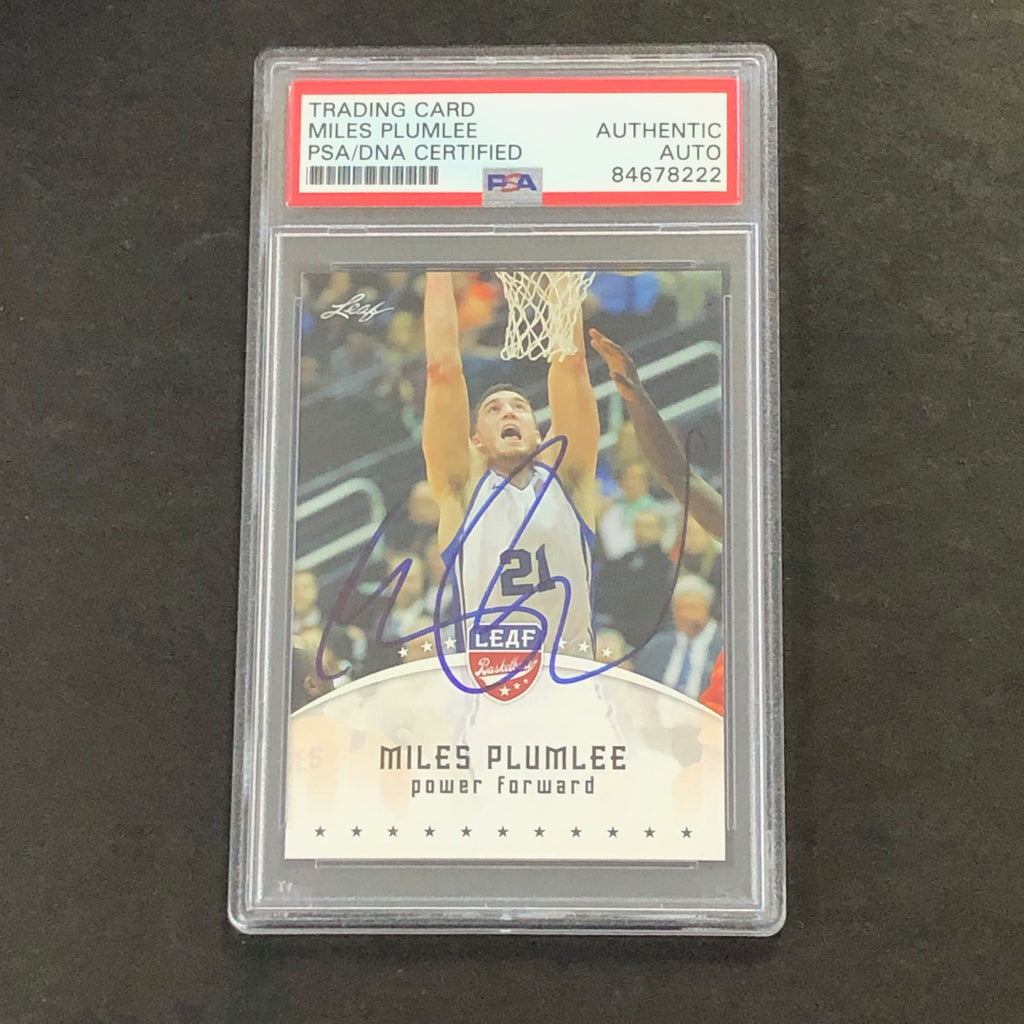 TRADING CARD
MILES PLUMLEE
PSA/DNA CERTIFIED
AUTHENTIC
AUTO
84678222
PSA
Leaf
21
LEAF
Basketball
MILES PLUMLEE
power forward